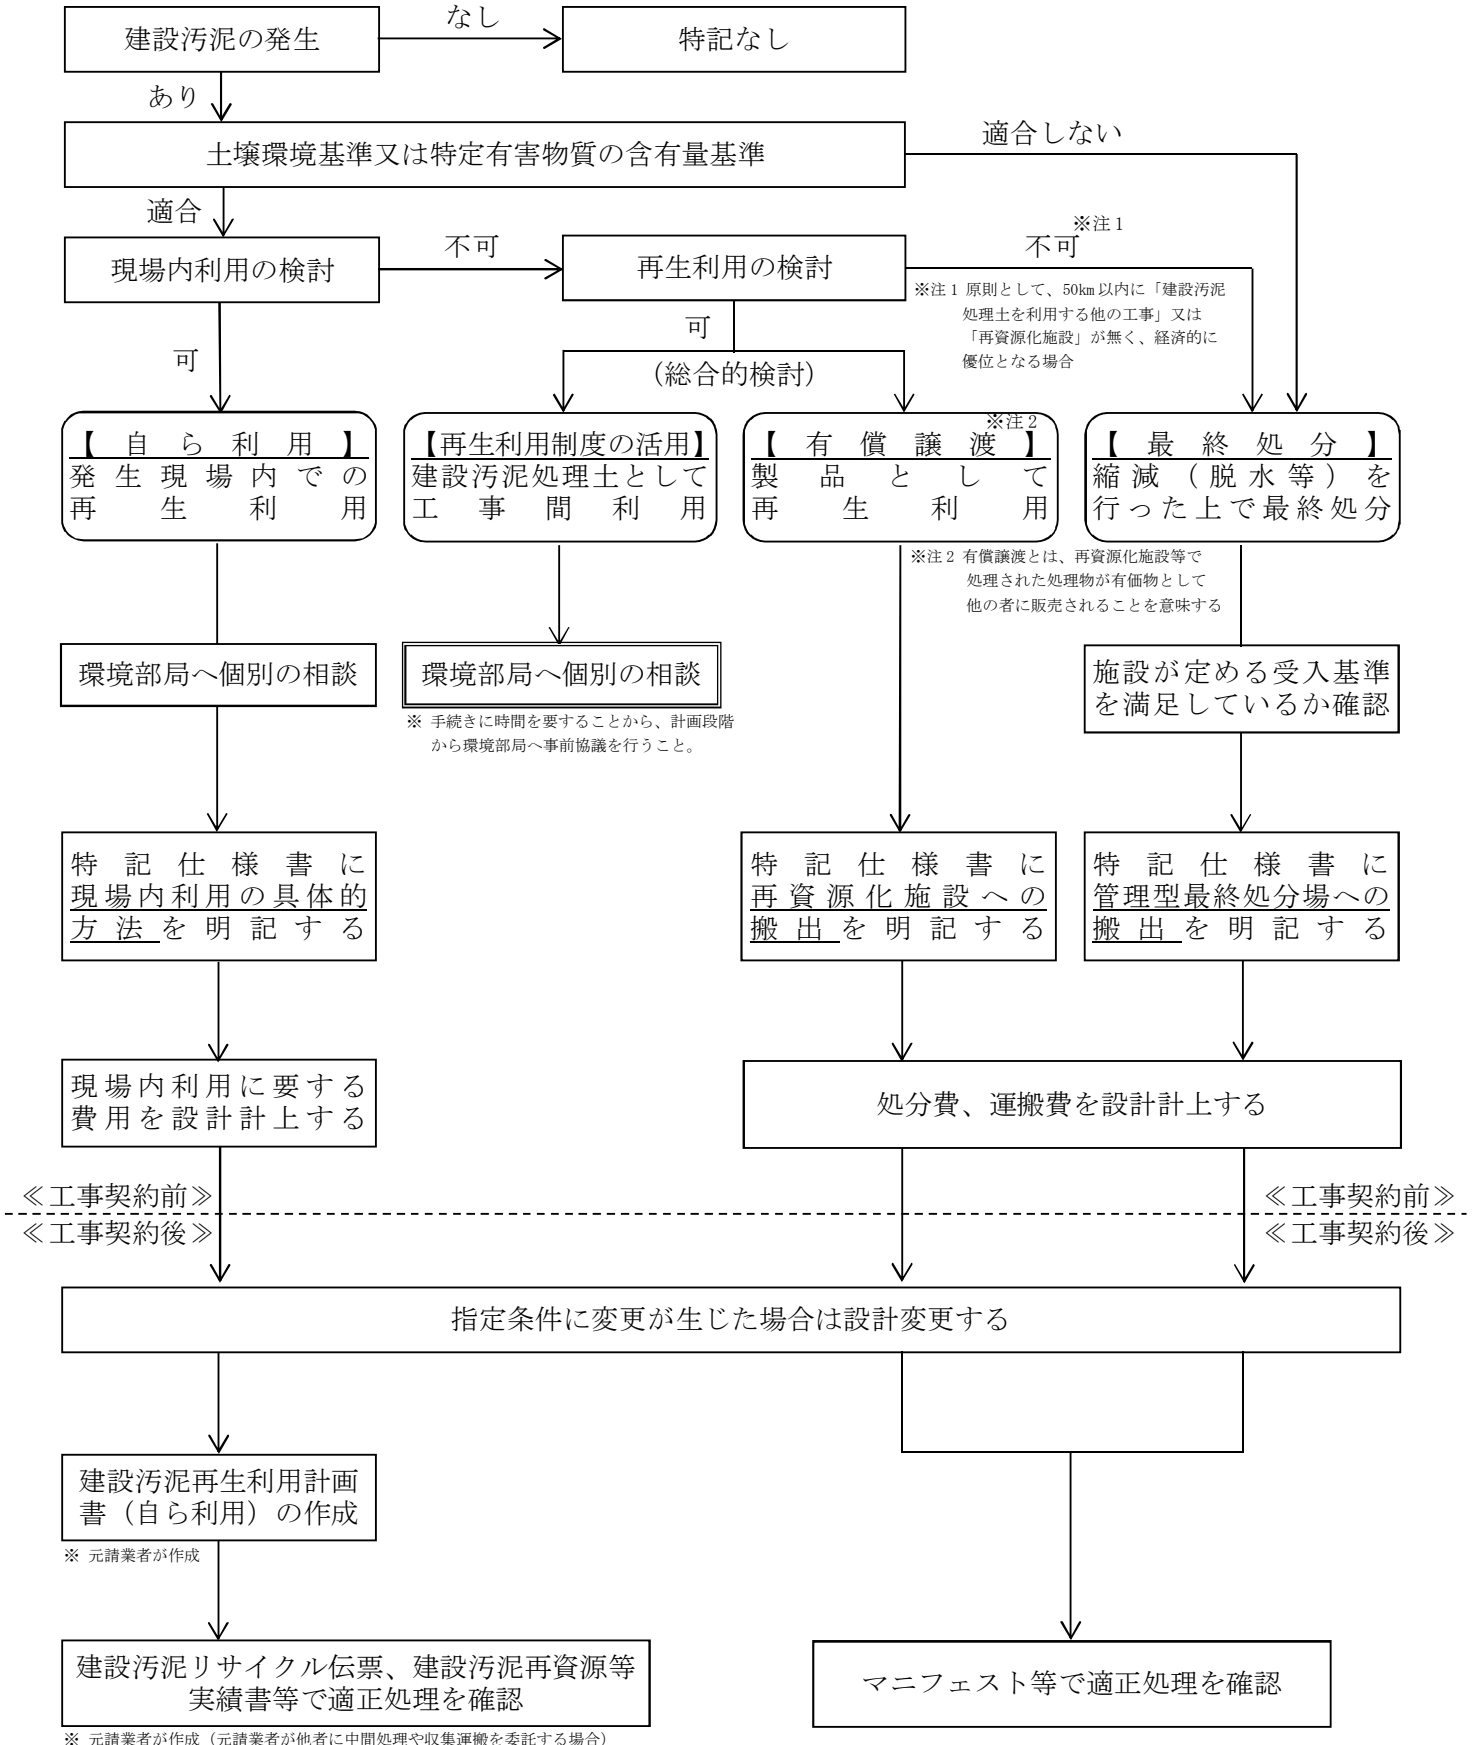 建設汚泥の発生
なし
特記なし
あり
土壌環境基準又は特定有害物質の含有量基準
適合しない
適合
現場内利用の検討
不可
再生利用の検討
※注１
不可
※注１ 原則として、50㎞以内に「建設汚泥
処理土を利用する他の工事」又は
「再資源化施設」が無く、経済的に
優位となる場合
可
可
（総合的検討）
【自ら利用】
発生現場内での
再生利用
【再生利用制度の活用】
建設汚泥処理土として
工事間利用
※注２
【有償譲渡】
製品として
再生利用
【最終処分】
縮減（脱水等）を
行った上で最終処分
※注２ 有償譲渡とは、再資源化施設等で
処理された処理物が有価物として
他の者に販売されることを意味する
環境部局へ個別の相談
環境部局へ個別の相談
※ 手続きに時間を要することから、計画段階
から環境部局へ事前協議を行うこと。
施設が定める受入基準
を満足しているか確認
特記仕様書に
現場内利用の具体的
方法を明記する
特記仕様書に
再資源化施設への
搬出を明記する
特記仕様書に
管理型最終処分場への
搬出を明記する
現場内利用に要する
費用を設計計上する
処分費、運搬費を設計計上する
≪工事契約前≫
≪工事契約前≫
≪工事契約後≫
≪工事契約後≫
指定条件に変更が生じた場合は設計変更する
建設汚泥再生利用計画
書（自ら利用）の作成
※ 元請業者が作成
建設汚泥リサイクル伝票、建設汚泥再資源等
実績書等で適正処理を確認
※ 元請業者が作成（元請業者が他者に中間処理や収集運搬を委託する場合）
マニフェスト等で適正処理を確認